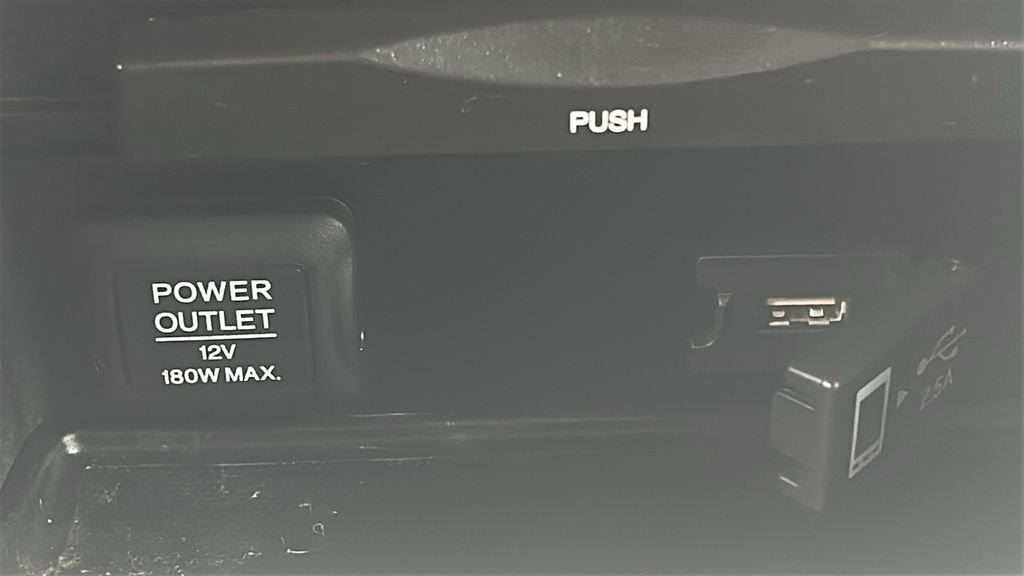 PUSH
POWER
OUTLET
12V
180W MAX.
2.5A